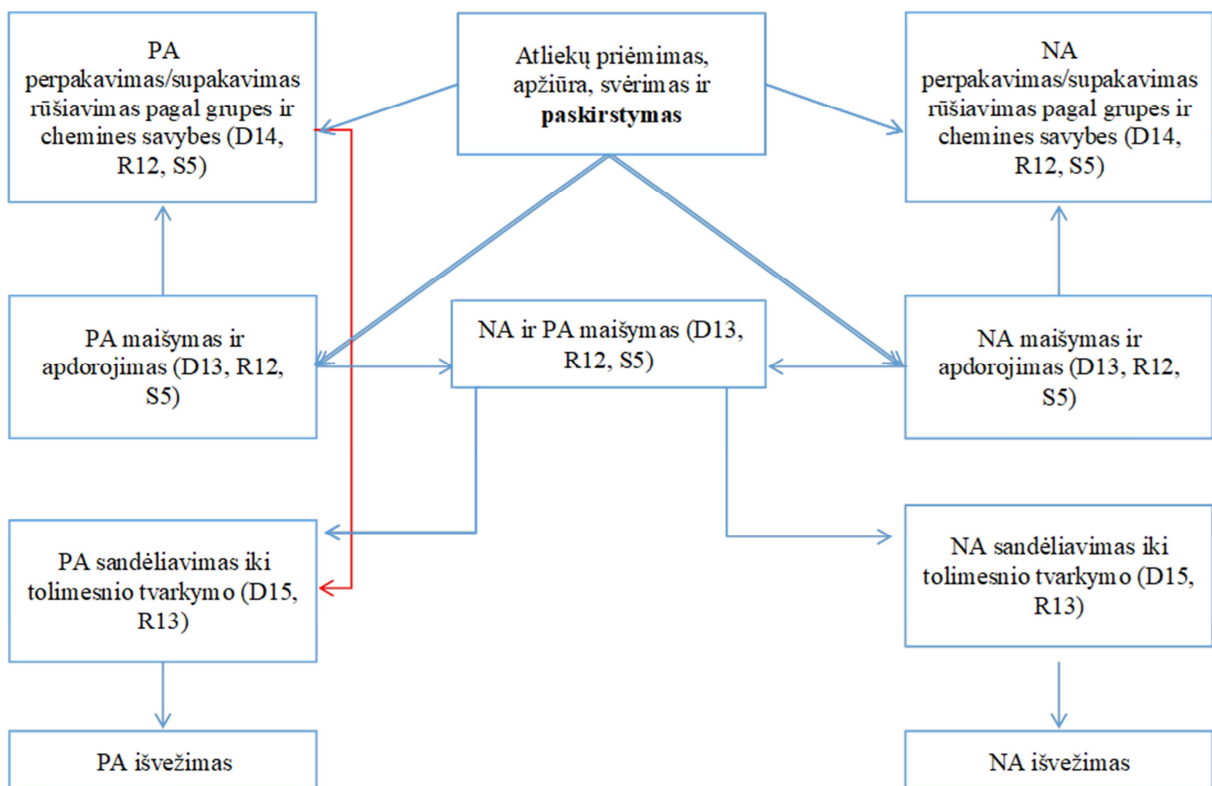 PA
perpakavimas/supakavimas
rūšiavimas pagal grupes ir
chemines savybes (D14,
R12, S5)
Atliekų priėmimas,
apžiūra, svėrimas ir
paskirstymas
NA
perpakavimas/supakavimas
rūšiavimas pagal grupes ir
chemines savybes (D14,
R12, S5)
PA maišymas ir
apdorojimas (D13, R12,
S5)
NA ir PA maišymas (D13,
R12, S5)
NA maišymas ir
apdorojimas (D13, R12,
S5)
PA sandėliavimas iki
tolimesnio tvarkymo (D15,
R13)
NA sandėliavimas iki
tolimesnio tvarkymo (D15,
R13)
PA išvežimas
NA išvežimas